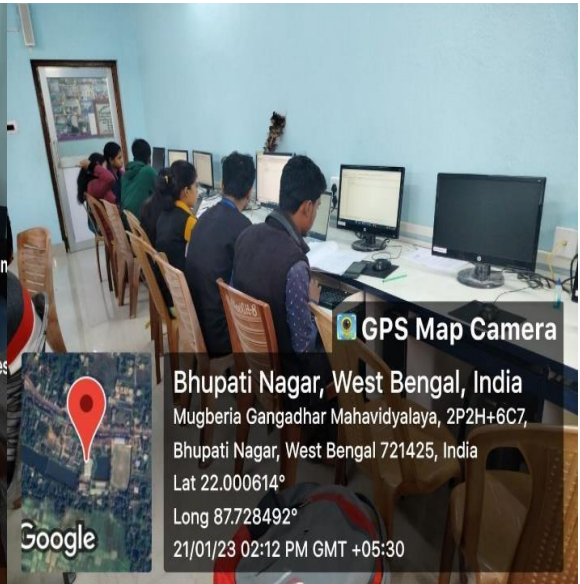 GPS Map Camera
Bhupati Nagar, West Bengal, India
Mugberia Gangadhar Mahavidyalaya, 2P2H+6C7,
Bhupati Nagar, West Bengal 721425, India
Lat 22.000614°
Long 87.728492°
21/01/23 02:12 PM GMT +05:30
Google